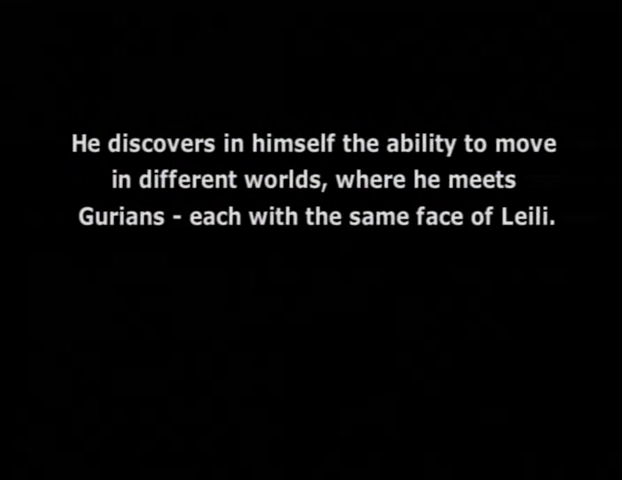 He discovers in himself the ability to move
in different worlds, where he meets
Gurians - each with the same face of Leili.